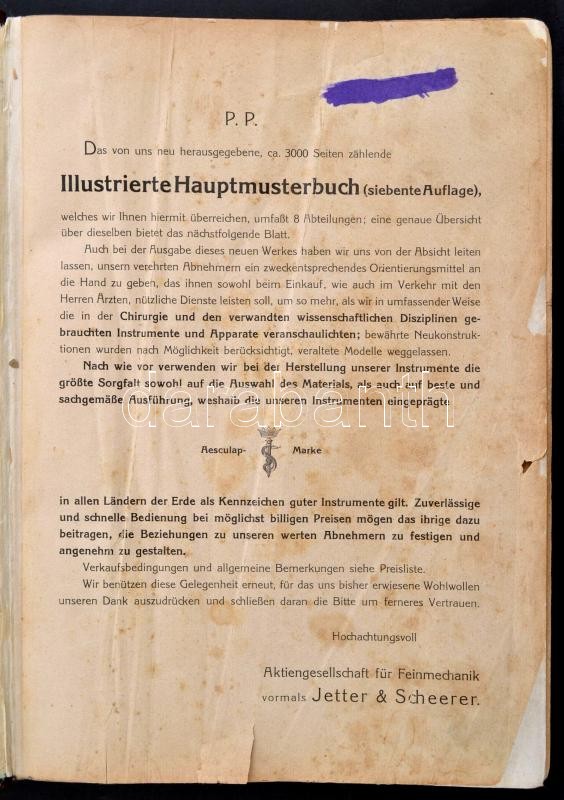 P. P.
Das von uns neu herausgegebene, ca. 3000 Seiten zählende
Illustrierte Hauptmusterbuch (siebente Auflage),
welches wir Ihnen hiermit überreichen, umfaßt 8 Abteilungen; eine genaue Übersicht
über dieselben bietet das nächstfolgende Blatt.
Auch bei der Ausgabe dieses neuen Werkes haben wir uns von der Absicht leiten
lassen, unsern verehrten Abnehmern ein zweckentsprechendes Orientierungsmittel an
die Hand zu geben, das ihnen sowohl beim Einkauf, wie auch im Verkehr mit den
Herren Ärzten, nützliche Dienste leisten soll, um so mehr, als wir in umfassender Weise
die in der Chirurgie und den verwandten wissenschaftlichen Disziplinen ge-
brauchten Instrumente und Apparate veranschaulichten; bewährte Neukonstruk-
tionen wurden nach Möglichkeit berücksichtigt, veraltete Modelle weggelassen.
Nach wie vor verwenden wir bei der Herstellung unserer Instrumente die
größte Sorgfalt sowohl auf die Auswahl des Materials, als auch auf beste und
sachgemäße Ausführung, weshalb die unseren Instrumenten eingeprägte
darabanth
Aesculap- Marke
in allen Ländern der Erde als Kennzeichen guter Instrumente gilt. Zuverlässige
und schnelle Bedienung bei möglichst billigen Preisen mögen das ihrige dazu
beitragen, die Beziehungen zu unseren werten Abnehmern zu festigen und
angenehm zu gestalten.
Verkaufsbedingungen und allgemeine Bemerkungen siehe Preisliste.
Wir benützen diese Gelegenheit erneut, für das uns bisher erwiesene Wohlwollen
unseren Dank auszudrücken und schließen daran die Bitte um ferneres Vertrauen.
Hochachtungsvoll
Aktiengesellschaft für Feinmechanik
vormals Jetter & Scheerer.